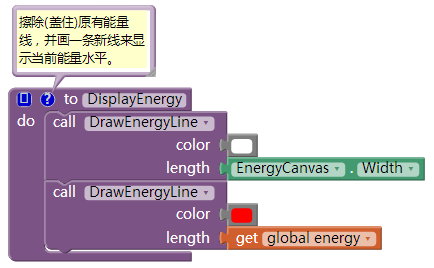 擦除(盖住)原有能量
线，并画一条新线来显
示当前能量水平。
? to DisplayEnergy
do call DrawEnergyLine
color
length EnergyCanvas . Width
call DrawEnergyLine
color
length get global energy